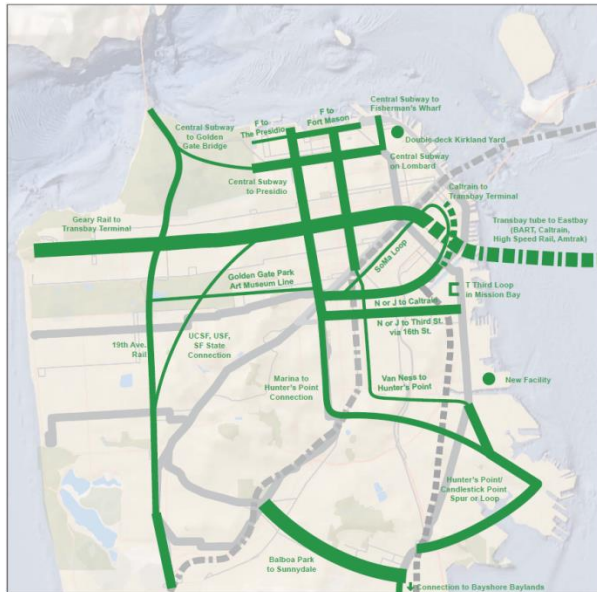 Central Subway to
Fisherman's Wharf
F to
The Presidio
F to
Fort Mason
Central Subway
to Golden
Gate Bridge
Double-deck Kirkland Yard
Central Subway
on Lombard
Central Subway
to Presidio
Caltrain to
Transbay Terminal
Geary Rail to
Transbay Terminal
Transbay tube to Eastbay
(BART, Caltrain,
High Speed Rail, Amtrak)
SoMa Loop
Golden Gate Park
Art Museum Line
T Third Loop
in Mission Bay
N or J to Caltrain
N or J to Third St.
via 16th St.
19th Ave.
Rail
UCSF, USF,
SF State
Connection
Marina to
Hunter's Point
Connection
Van Ness to
Hunter's Point
New Facility
Hunter's Point/
Candlestick Point
Spur or Loop
Balboa Park
to Sunnydale
Connection to Bayshore Baylands